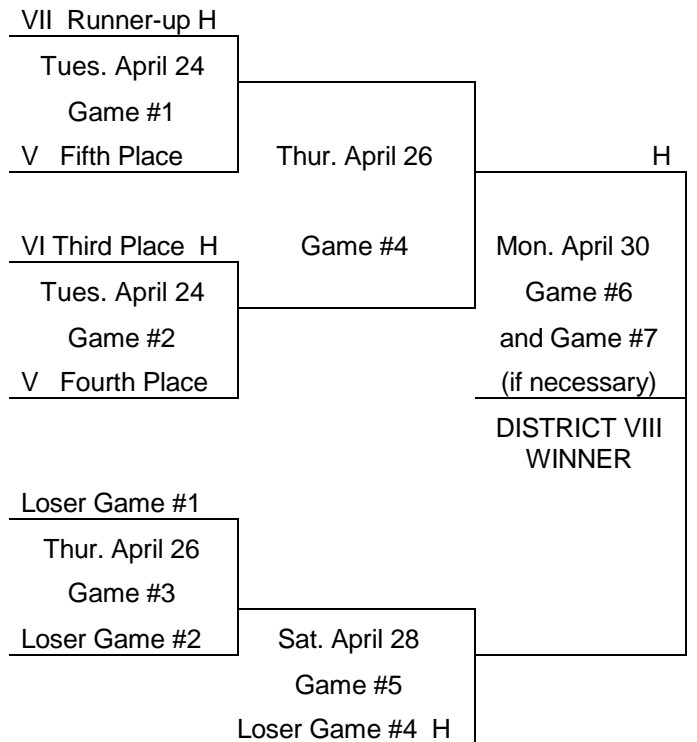 VII Runner-up H
Tues. April 24
Game #1
V Fifth Place
Thur. April 26
H
VI Third Place H
Game #4
Mon. April 30
Tues. April 24
Game #6
Game #2
and Game #7
V Fourth Place
(if necessary)
DISTRICT VIII
WINNER
Loser Game #1
Thur. April 26
Game #3
Loser Game #2
Sat. April 28
Game #5
Loser Game #4 H